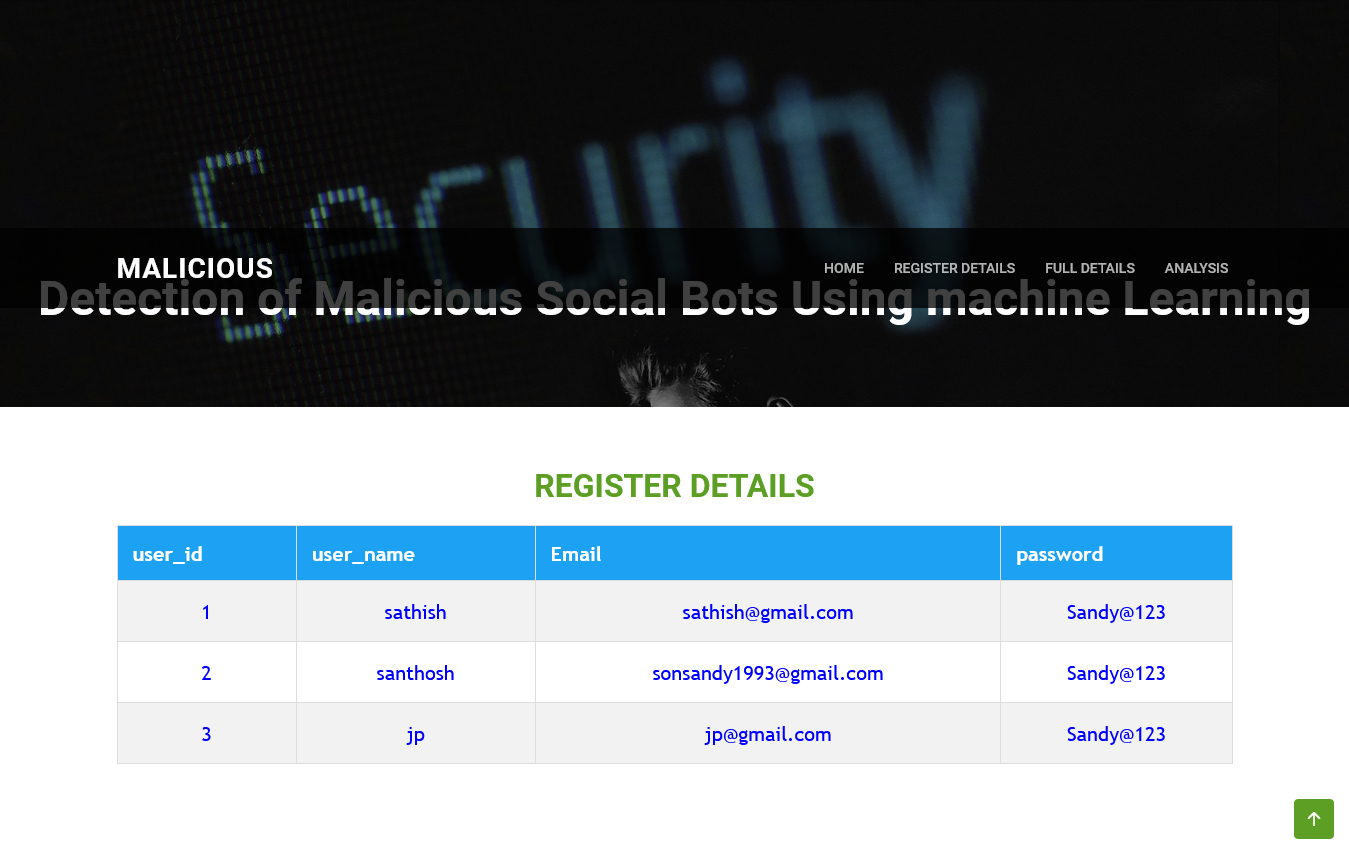 Security
MALICIOUS HOME REGISTER DETAILS FULL DETAILS ANALYSIS
Detection of Malicious Social Bots Using machine Learning
REGISTER DETAILS
user_id user_name Email password
1 sathish sathish@gmail.com Sandy@123
2 santhosh sonsandy1993@gmail.com Sandy@123
3 jp jp@gmail.com Sandy@123